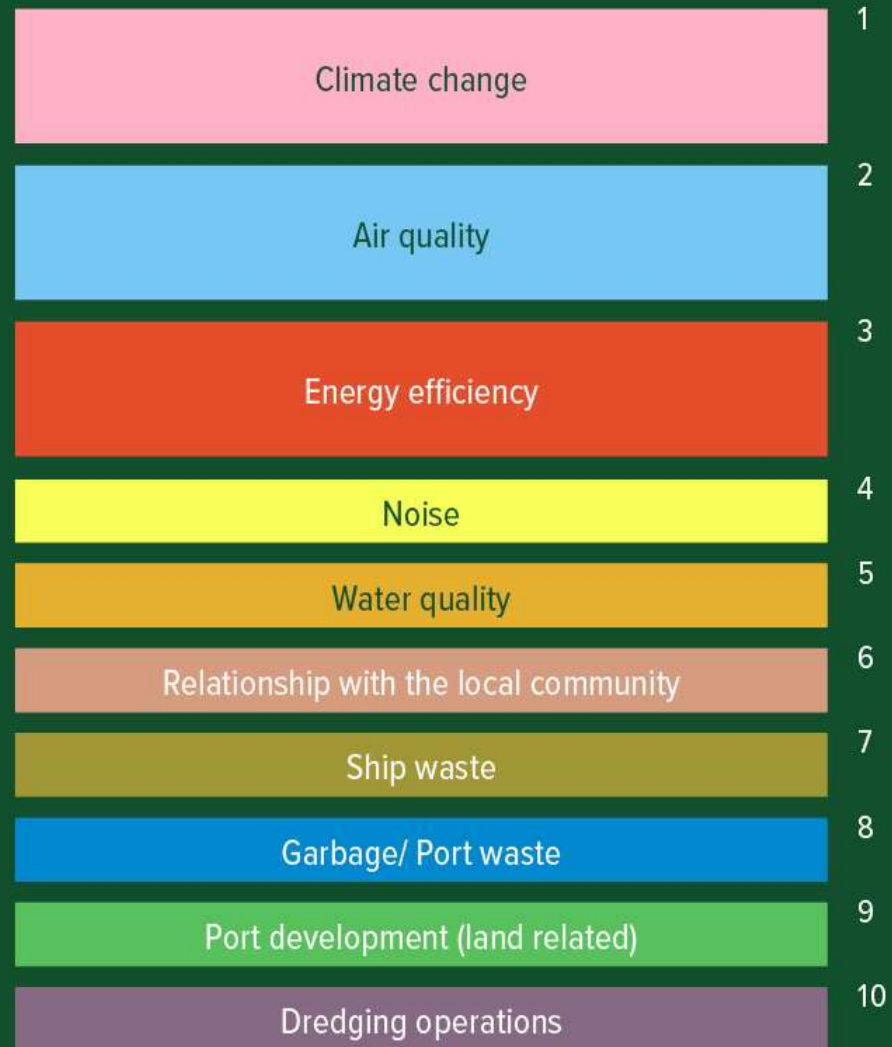 1
Climate change
2
Air quality
3
Energy efficiency
4
Noise
5
Water quality
6
Relationship with the local community
7
Ship waste
8
Garbage/ Port waste
9
Port development (land related)
10
Dredging operations